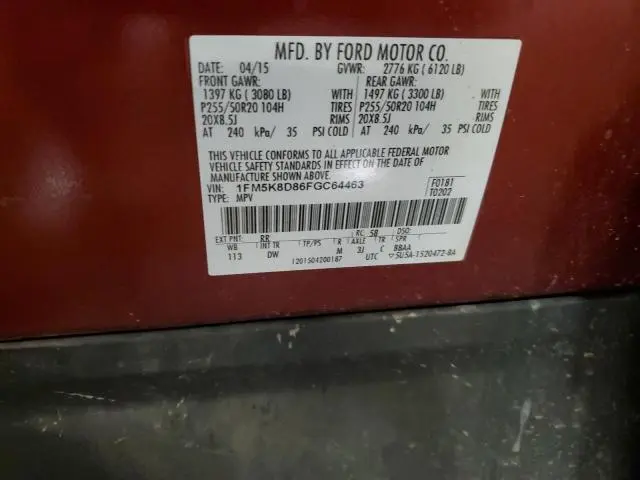 MFD. BY FORD MOTOR CO.
DATE: 04/15 GVWR: 2776 KG ( 6120 LB)
FRONT GAWR: REAR GAWR:
1397 KG ( 3080 LB) WITH 1497 KG ( 3300 LB) WITH
P255/50R20 104H TIRES P255/50R20 104H TIRES
20X8.5J RIMS 20X8.5J RIMS
AT 240 kPa/ 35 PSI COLD AT 240 kPa/ 35 PSI COLD
THIS VEHICLE CONFORMS TO ALL APPLICABLE FEDERAL MOTOR
VEHICLE SAFETY STANDARDS IN EFFECT ON THE DATE OF
MANUFACTURE SHOWN ABOVE.
VIN: 1FM5K8D86FGC64463 F0181
TYPE: MPV T0202
EXT PNT: RR RC: 58 DSO:
WB INT TR TP/PS R AXLE TR SPR
113 DW M 3J C BBAA
1201504200187 UTC 5U5A-1520472-BA